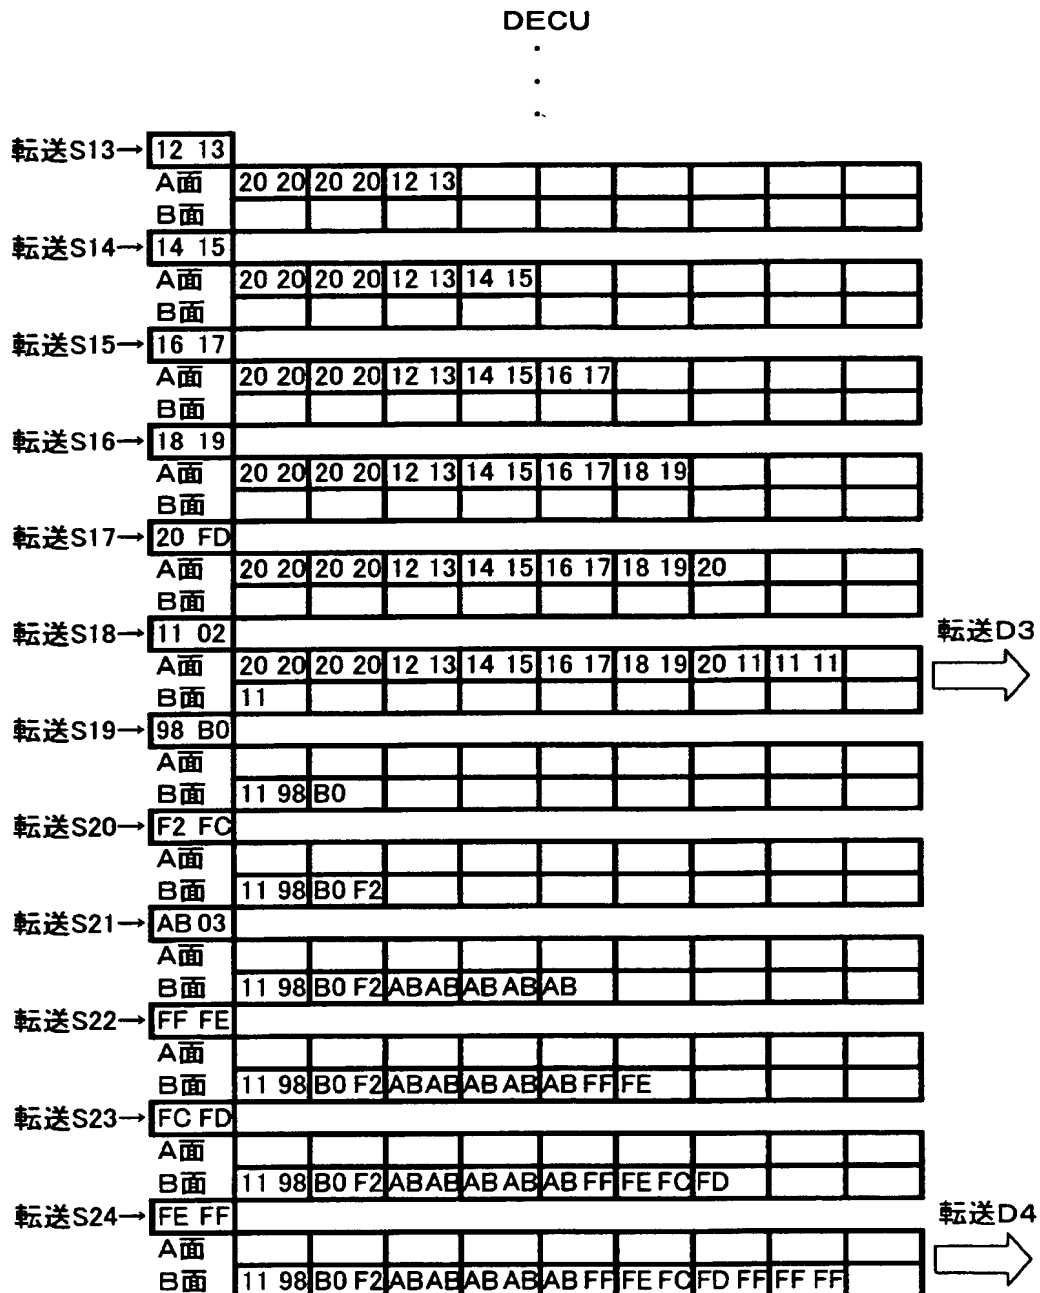 DECU
転送S13→ 12 13
A面 20 20 20 20 12 13
B面
転送S14→ 14 15
A面 20 20 20 20 12 13 14 15
B面
転送S15→ 16 17
A面 20 20 20 20 12 13 14 15 16 17
B面
転送S16→ 18 19
A面 20 20 20 20 12 13 14 15 16 17 18 19
B面
転送S17→ 20 FD
A面 20 20 20 20 12 13 14 15 16 17 18 19 20
B面
転送S18→ 11 02 転送D3
A面 20 20 20 20 12 13 14 15 16 17 18 19 20 11 11 11
B面 11
転送S19→ 98 B0
A面
B面 11 98 B0
転送S20→ F2 FC
A面
B面 11 98 B0 F2
転送S21→ AB 03
A面
B面 11 98 B0 F2 AB AB AB AB AB
転送S22→ FF FE
A面
B面 11 98 B0 F2 AB AB AB AB AB FF FE
転送S23→ FC FD
A面
B面 11 98 B0 F2 AB AB AB AB AB FF FE FC FD
転送S24→ FE FF 転送D4
A面
B面 11 98 B0 F2 AB AB AB AB AB FF FE FC FD FF FF FF